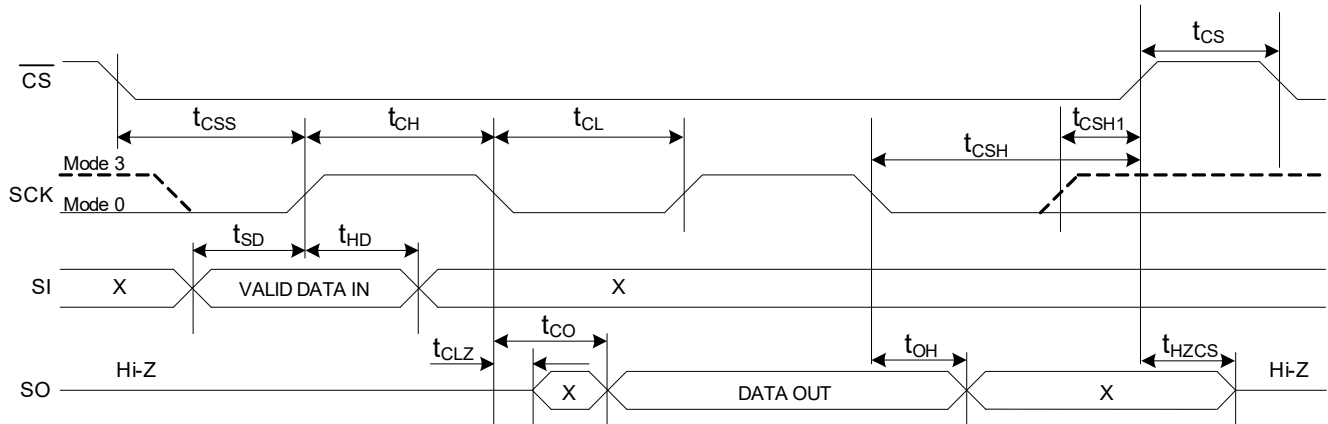 tCS
CS
tCSS tCH tCL tCSH1
tCSH
Mode 3
SCK
Mode 0
tSD tHD
SI X VALID DATA IN X
tCO
tCLZ tOH tHZCS
Hi-Z Hi-Z
SO X DATA OUT X